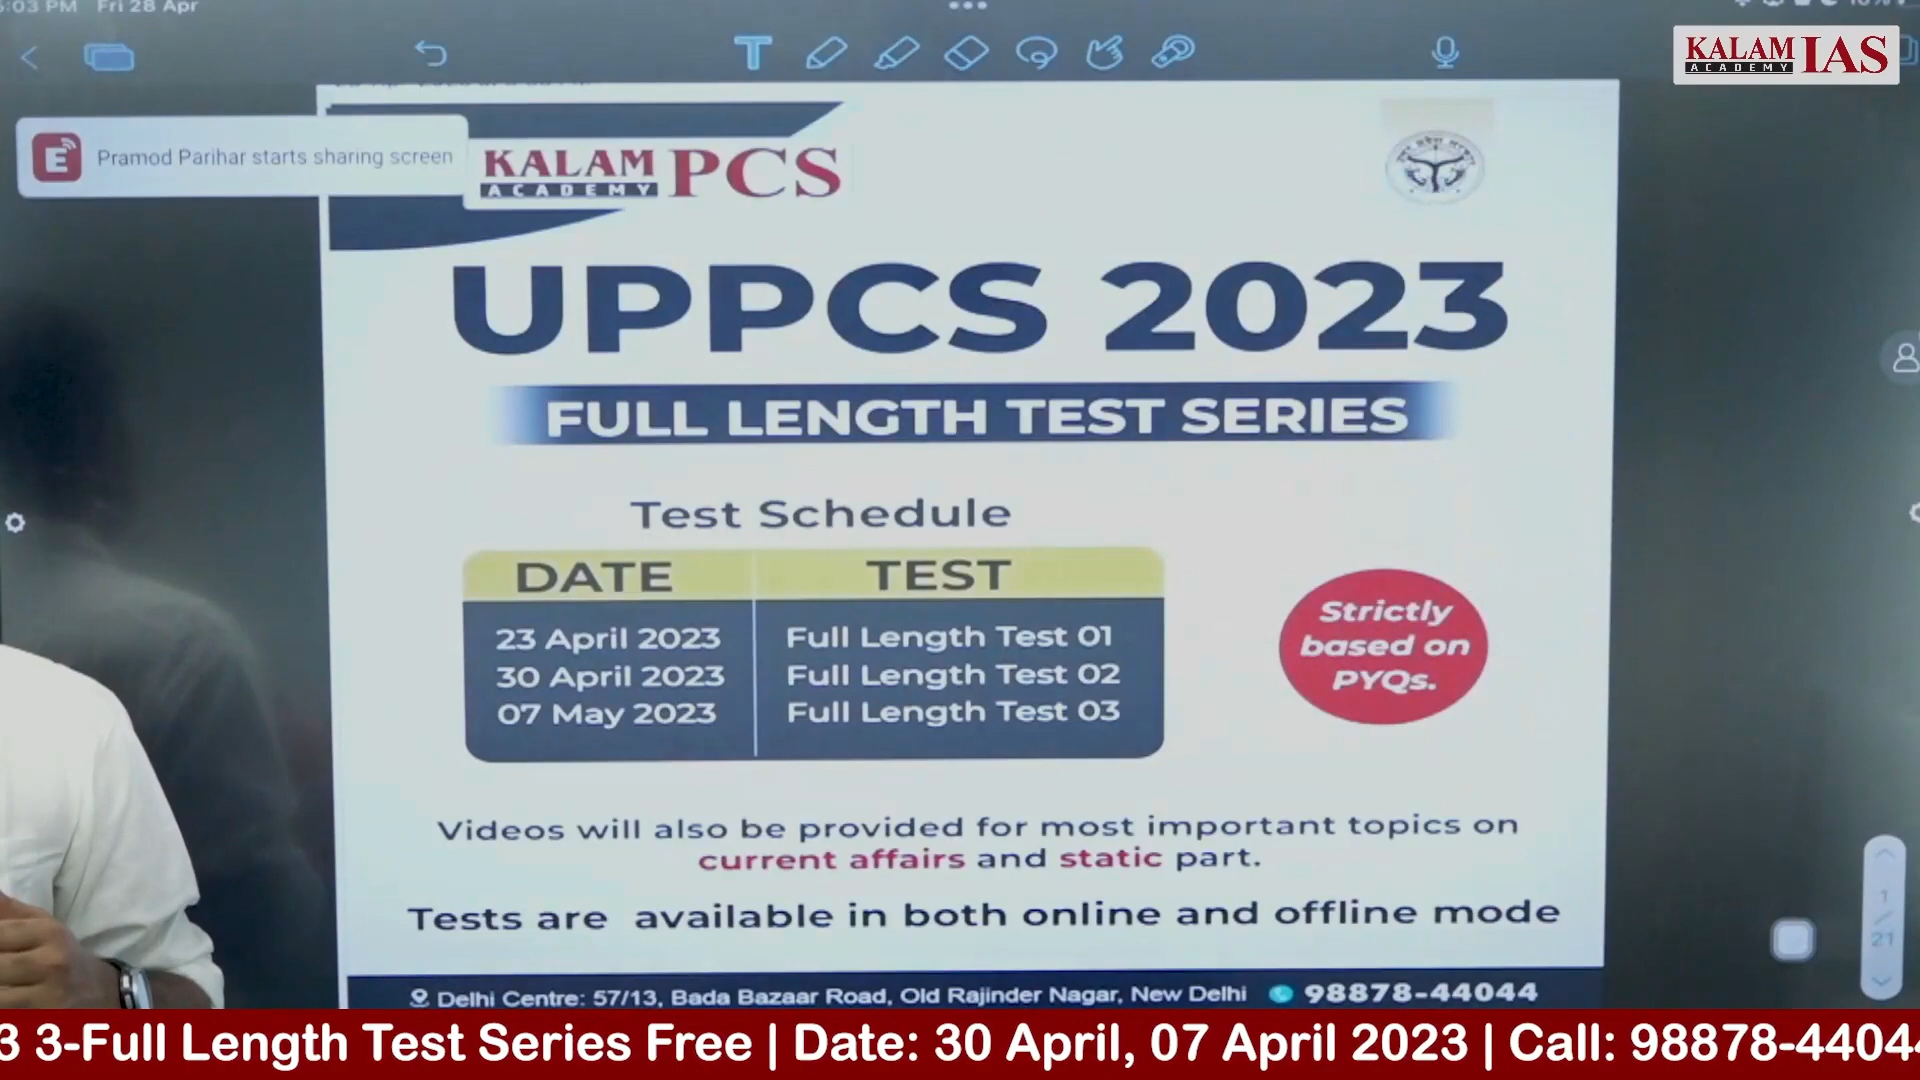 :03 PM Fri 28 Apr
KALAM IAS
ACADEMY
Pramod Parihar starts sharing screen
KALAM PCS
ACADEMY
UPPCS 2023
FULL LENGTH TEST SERIES
Test Schedule
DATE TEST
23 April 2023 Full Length Test 01
30 April 2023 Full Length Test 02
07 May 2023 Full Length Test 03
Strictly
based on
PYQs.
Videos will also be provided for most important topics on
current affairs and static part.
Tests are available in both online and offline mode
1
21
Delhi Centre: 57/13, Bada Bazaar Road, Old Rajinder Nagar, New Delhi 98878-44044
3 3-Full Length Test Series Free | Date: 30 April, 07 April 2023 | Call: 98878-4404